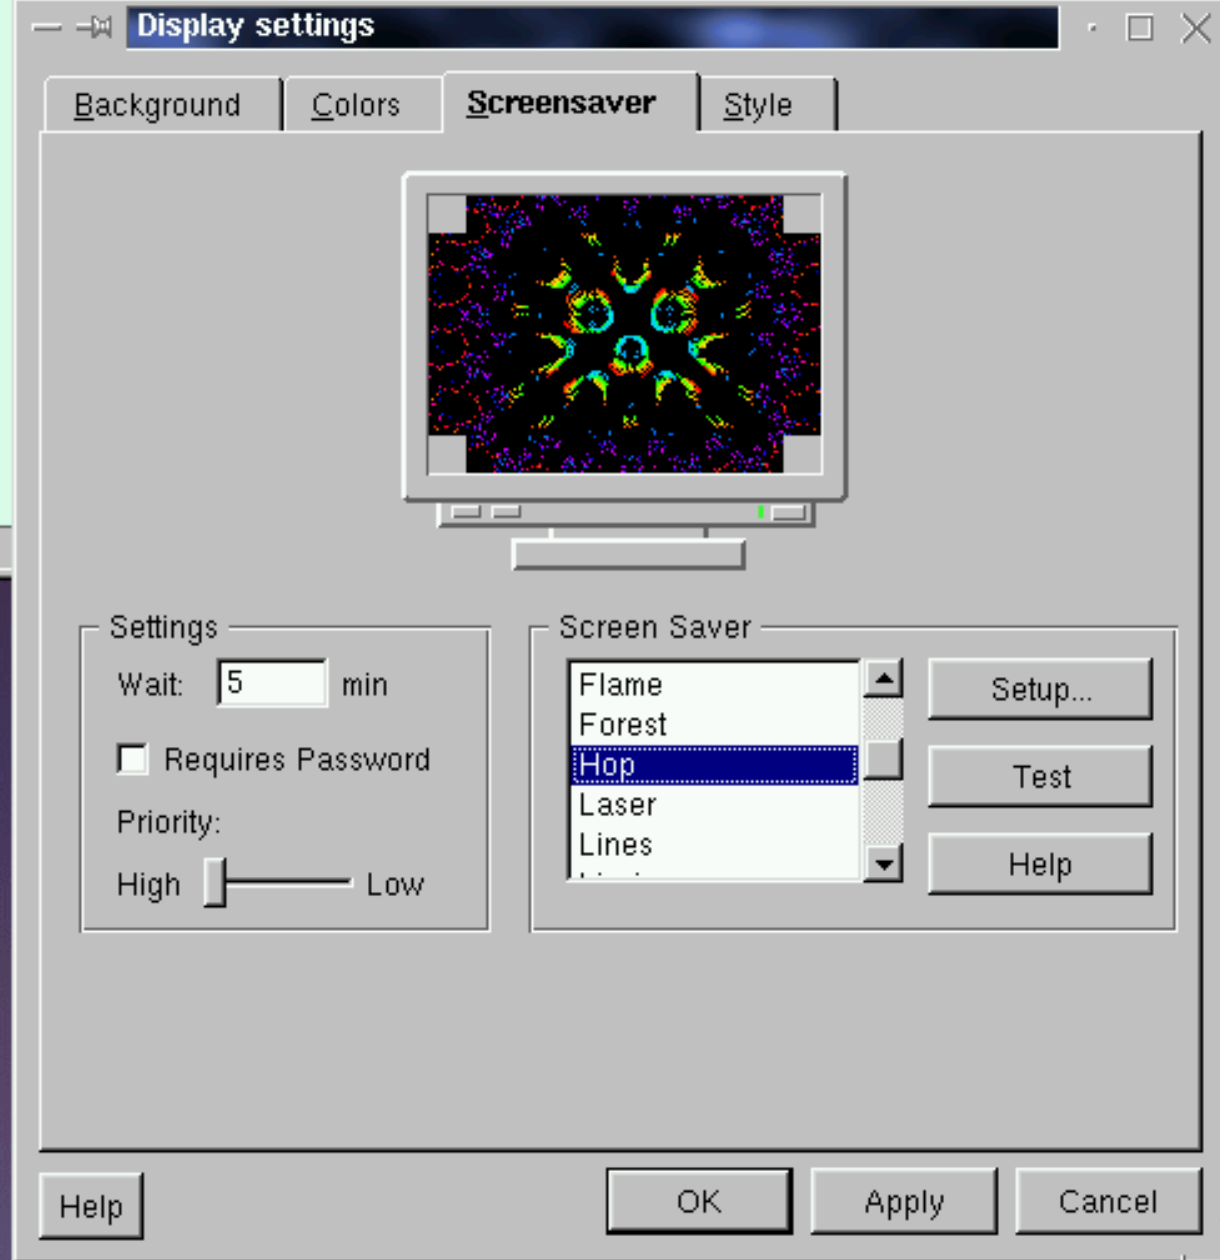 Display settings
Background Colors Screensaver Style
Settings
Wait: 5 min
Requires Password
Priority:
High Low
Screen Saver
Flame
Forest
Hop
Laser
Lines
Setup...
Test
Help
Help OK Apply Cancel